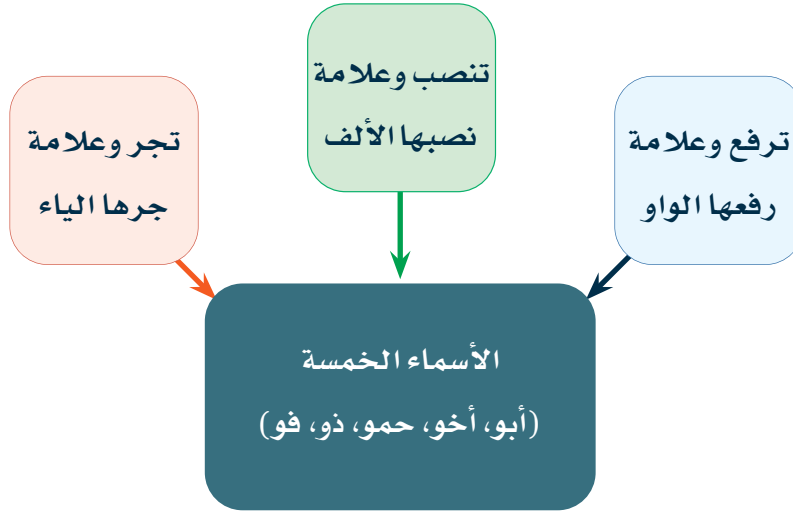 ترفع وعلامة
رفعها الواو
تنصب وعلامة
نصبها الألف
تجر وعلامة
جرها الياء
الأسماء الخمسة
(أبو، أخو، حمو، ذو، فو)